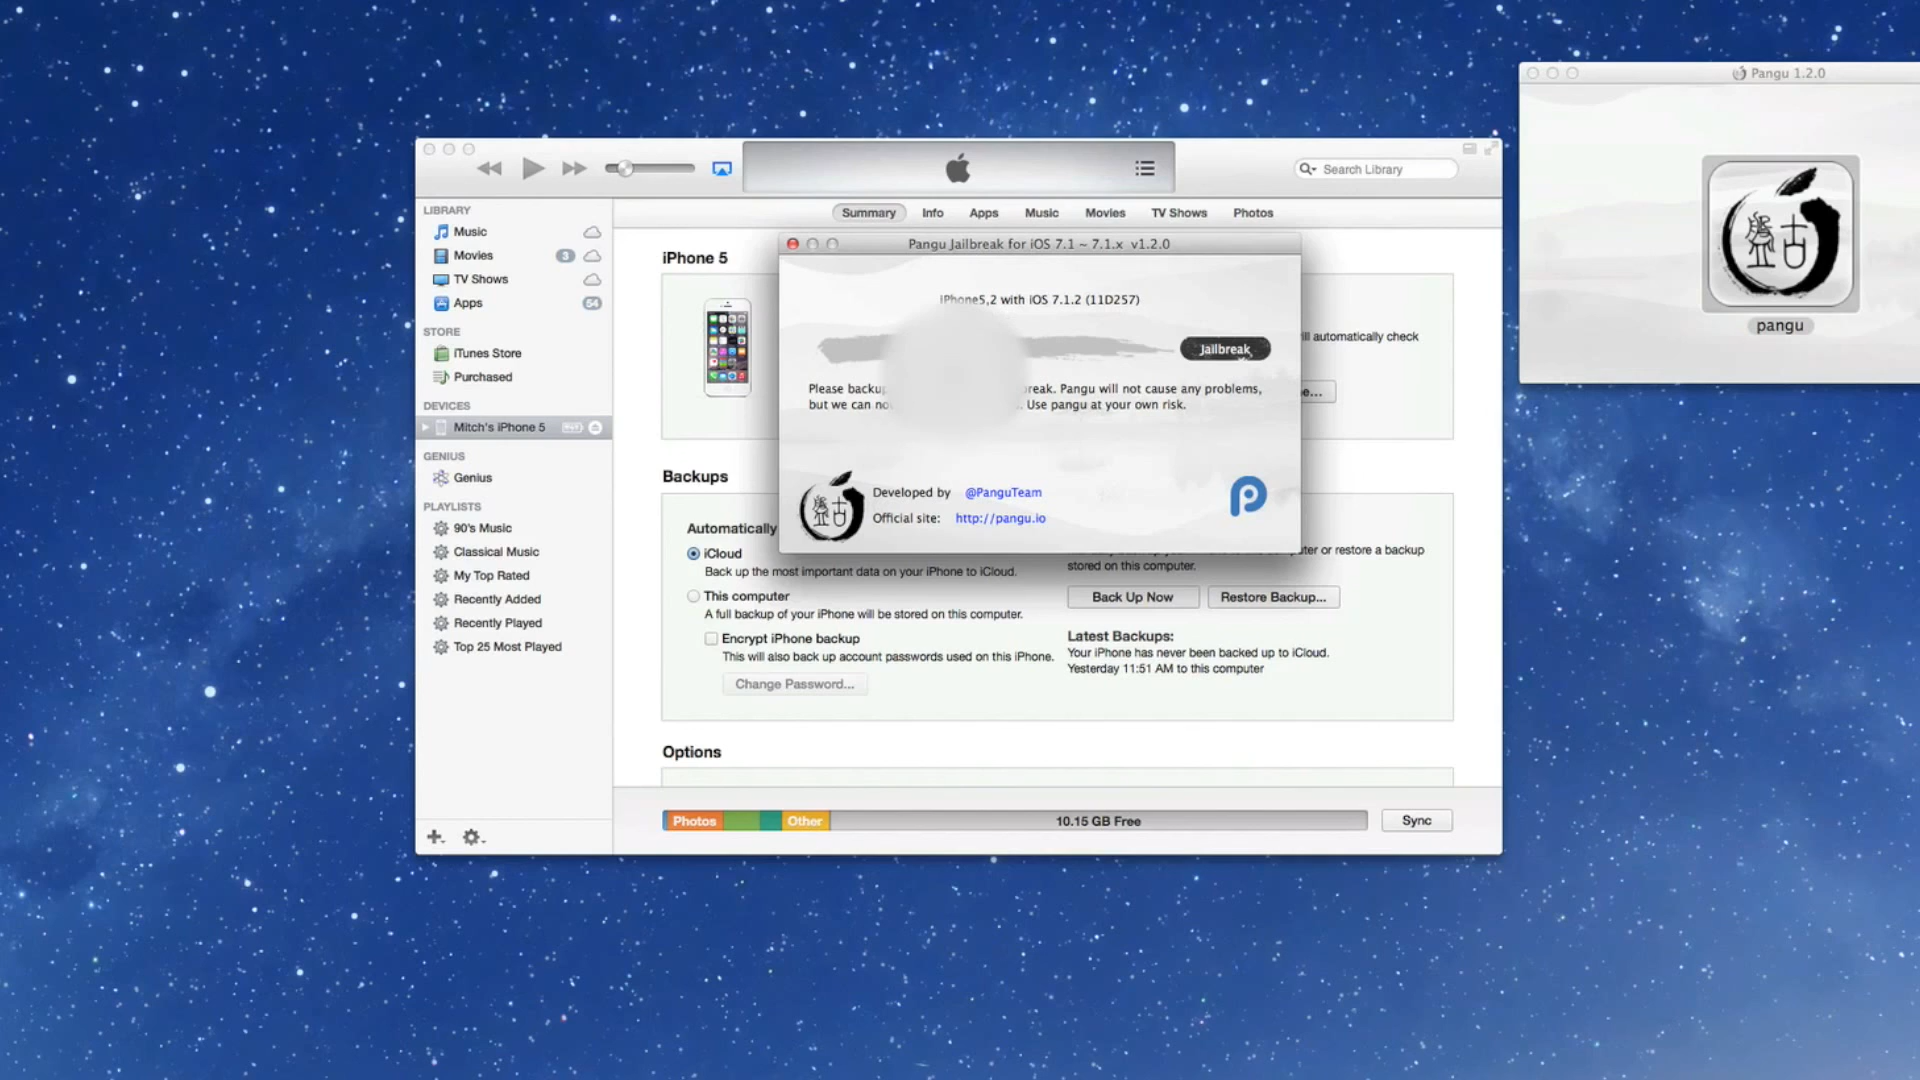 Pangu 1.2.0
盤古
pangu
Search Library
Summary Info Apps Music Movies TV Shows Photos
LIBRARY
Music
Movies 3
TV Shows
Apps 54
STORE
iTunes Store
Purchased
DEVICES
Mitch's iPhone 5
GENIUS
Genius
PLAYLISTS
90's Music
Classical Music
My Top Rated
Recently Added
Recently Played
Top 25 Most Played
iPhone 5
will automatically check
Pangu Jailbreak for iOS 7.1 ~ 7.1.x v1.2.0
iPhone5,2 with iOS 7.1.2 (11D257)
Jailbreak
Please backup break. Pangu will not cause any problems,
but we can no . Use pangu at your own risk.
盤古
Developed by @PanguTeam
Official site: http://pangu.io
Backups
Automatically
iCloud
Back up the most important data on your iPhone to iCloud.
This computer
A full backup of your iPhone will be stored on this computer.
Encrypt iPhone backup
This will also back up account passwords used on this iPhone.
Change Password...
or restore a backup
stored on this computer.
Back Up Now Restore Backup...
Latest Backups:
Your iPhone has never been backed up to iCloud.
Yesterday 11:51 AM to this computer
Options
Photos Other 10.15 GB Free
Sync